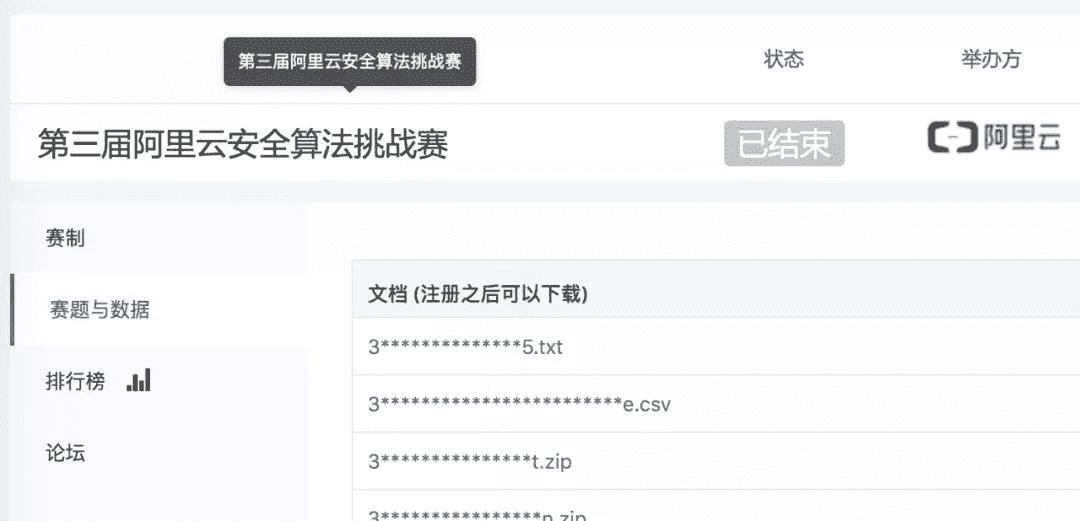 第三届阿里云安全算法挑战赛
状态
举办方
第三届阿里云安全算法挑战赛
已结束
阿里云
赛制
赛题与数据
排行榜
论坛
文档 (注册之后可以下载)
3**************5.txt
3************************e.csv
3***************t.zip
3****************n.zip